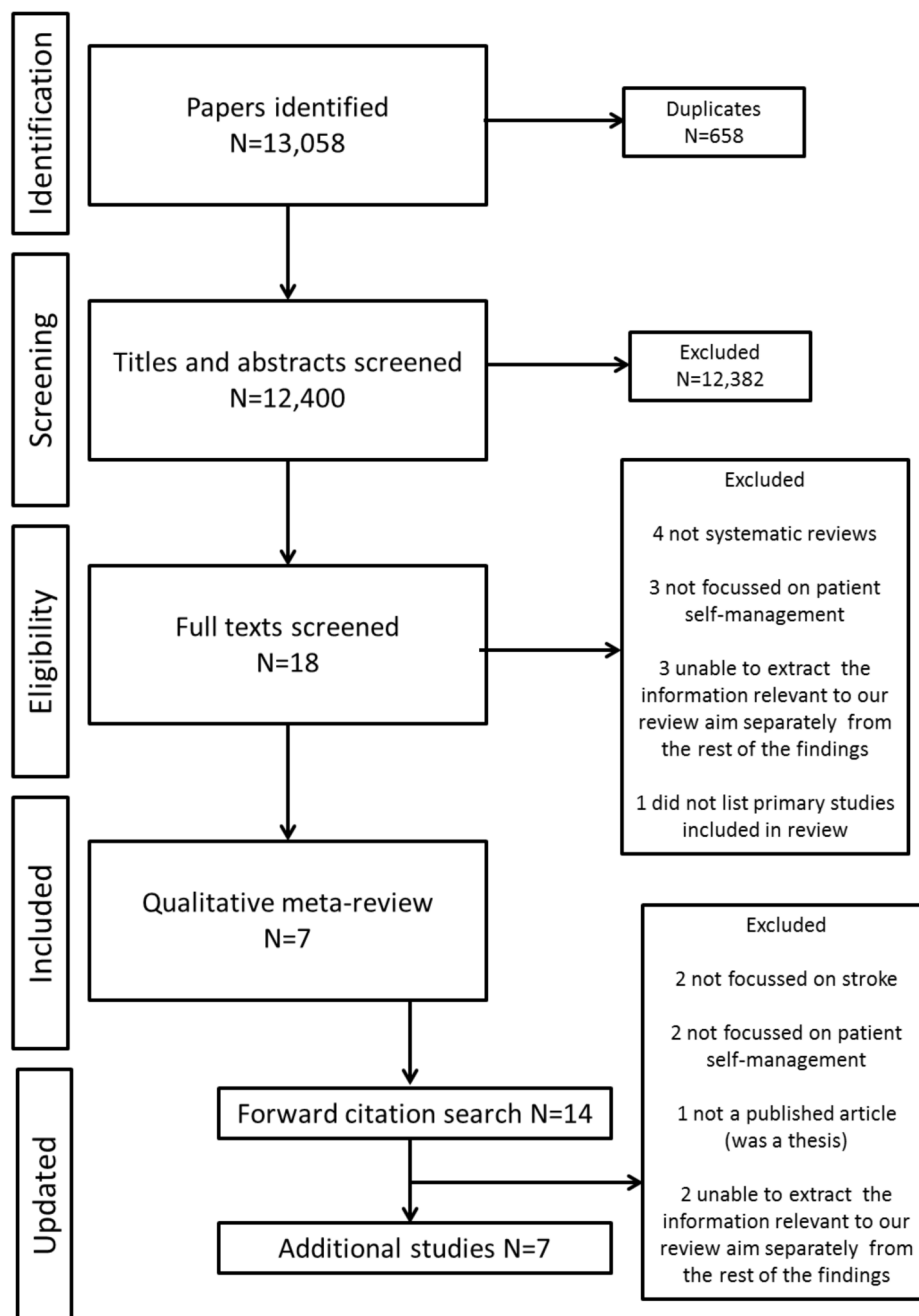 Identification
Papers identified
N=13,058
Duplicates
N=658
Screening
Titles and abstracts screened
N=12,400
Excluded
N=12,382
Eligibility
Full texts screened
N=18
Excluded
4 not systematic reviews
3 not focussed on patient
self-management
3 unable to extract the
information relevant to our
review aim separately from
the rest of the findings
1 did not list primary studies
included in review
Included
Qualitative meta-review
N=7
Updated
Forward citation search N=14
Excluded
2 not focussed on stroke
2 not focussed on patient
self-management
1 not a published article
(was a thesis)
2 unable to extract the
information relevant to our
review aim separately from
the rest of the findings
Additional studies N=7